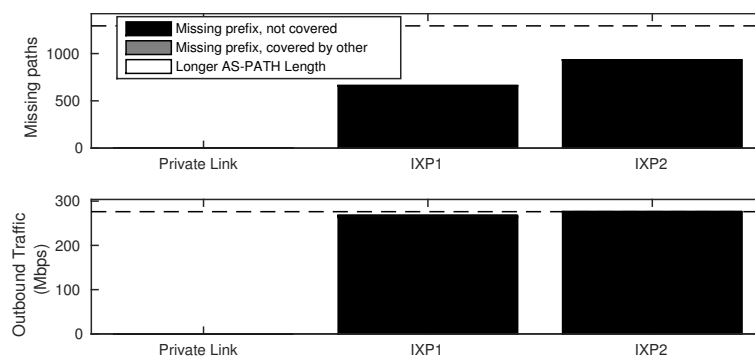 Missing paths
1000
500
0
Missing prefix, not covered
Missing prefix, covered by other
Longer AS-PATH Length
Private Link IXP1 IXP2
Outbound Traffic
(Mbps)
300
200
100
0
Private Link IXP1 IXP2